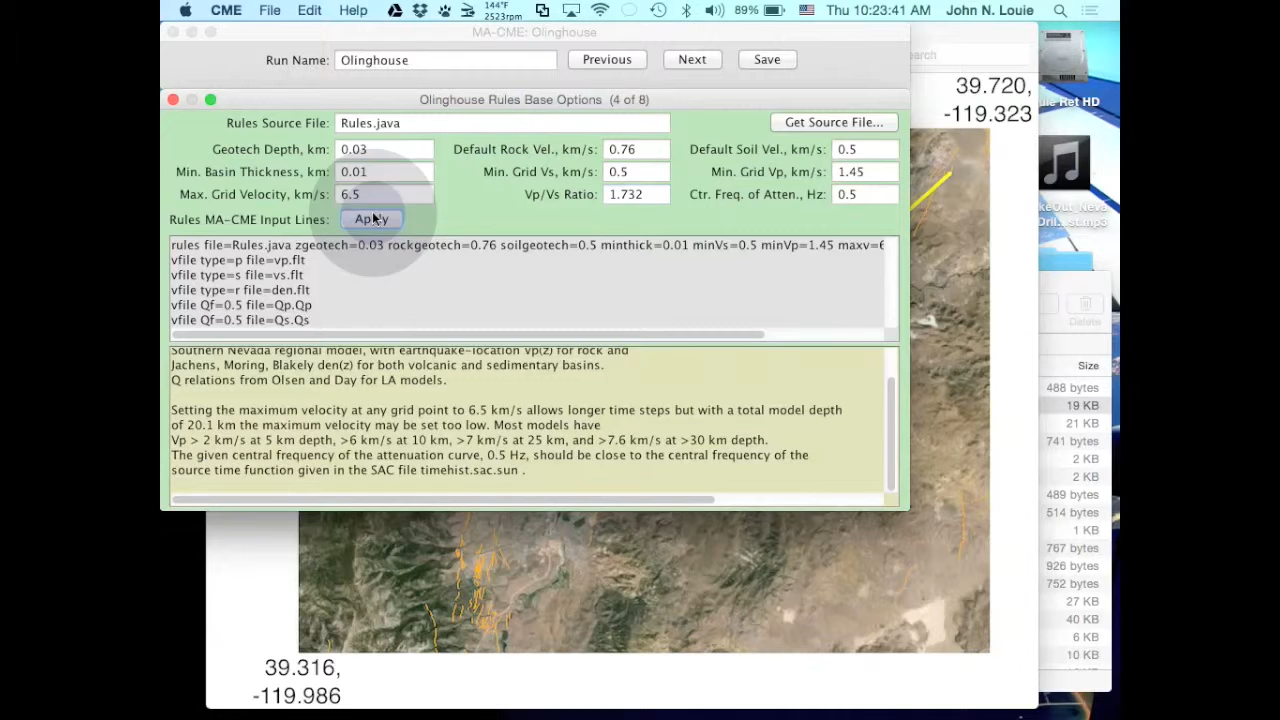 CME File Edit Help 144°F 2523rpm 89% Thu 10:23:41 AM John N. Louie
MA-CME: Olinghouse
Run Name: Olinghouse Previous Next Save
earch
39.720,
-119.323
Olinghouse Rules Base Options (4 of 8)
Rules Source File: Rules.java Get Source File...
Geotech Depth, km: 0.03 Default Rock Vel., km/s: 0.76 Default Soil Vel., km/s: 0.5
Min. Basin Thickness, km: 0.01 Min. Grid Vs, km/s: 0.5 Min. Grid Vp, km/s: 1.45
Max. Grid Velocity, km/s: 6.5 Vp/Vs Ratio: 1.732 Ctr. Freq. of Atten., Hz: 0.5
Rules MA-CME Input Lines: Apply
rules file=Rules.java zgeotech=0.03 rockgeotech=0.76 soilgeotech=0.5 minthick=0.01 minVs=0.5 minVp=1.45 maxv=6
vfile type=p file=vp.flt
vfile type=s file=vs.flt
vfile type=r file=den.flt
vfile Qf=0.5 file=Qp.Qp
vfile Qf=0.5 file=Qs.Qs
Southern Nevada regional model, with earthquake-location Vp(z) for rock and
Jachens, Moring, Blakely den(z) for both volcanic and sedimentary basins.
Q relations from Olsen and Day for LA models.
Setting the maximum velocity at any grid point to 6.5 km/s allows longer time steps but with a total model depth
of 20.1 km the maximum velocity may be set too low. Most models have
Vp > 2 km/s at 5 km depth, >6 km/s at 10 km, >7 km/s at 25 km, and >7.6 km/s at >30 km depth.
The given central frequency of the attenuation curve, 0.5 Hz, should be close to the central frequency of the
source time function given in the SAC file timehist.sac.sun .
39.316,
-119.986
ule Ret HD
keOut_Neva
Dril...st.mp3
Delete
Size
488 bytes
19 KB
21 KB
741 bytes
2 KB
2 KB
489 bytes
514 bytes
1 KB
767 bytes
926 bytes
752 bytes
27 KB
40 KB
6 KB
10 KB